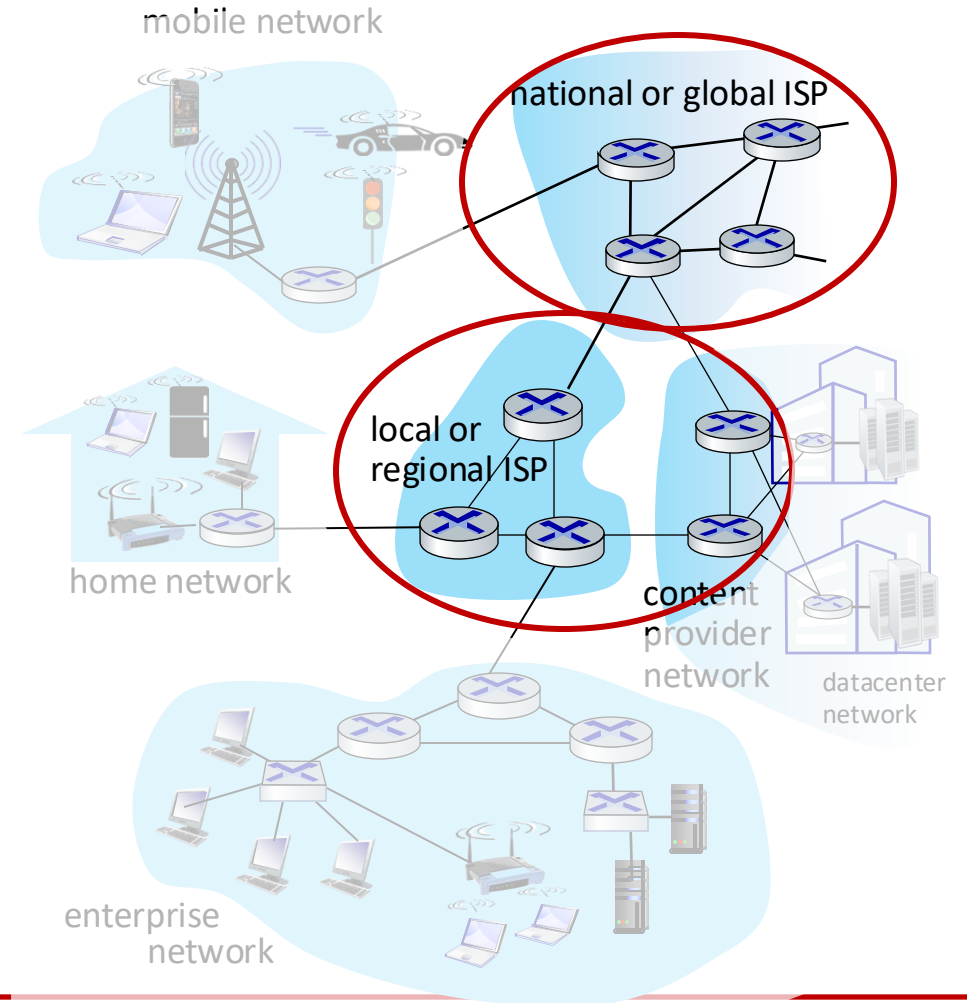 mobile network
national or global ISP
local or
regional ISP
home network
content
provider
network
datacenter
network
enterprise
network